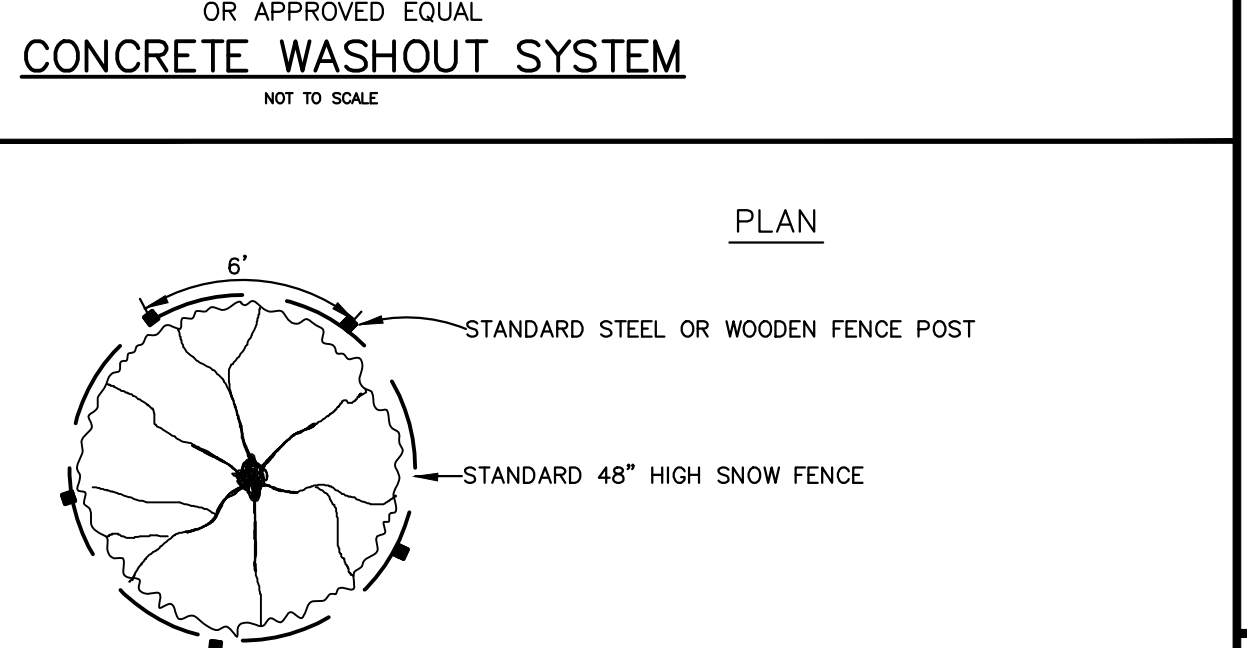 OR APPROVED EQUAL
CONCRETE WASHOUT SYSTEM
NOT TO SCALE
PLAN
6'
STANDARD STEEL OR WOODEN FENCE POST
STANDARD 48" HIGH SNOW FENCE